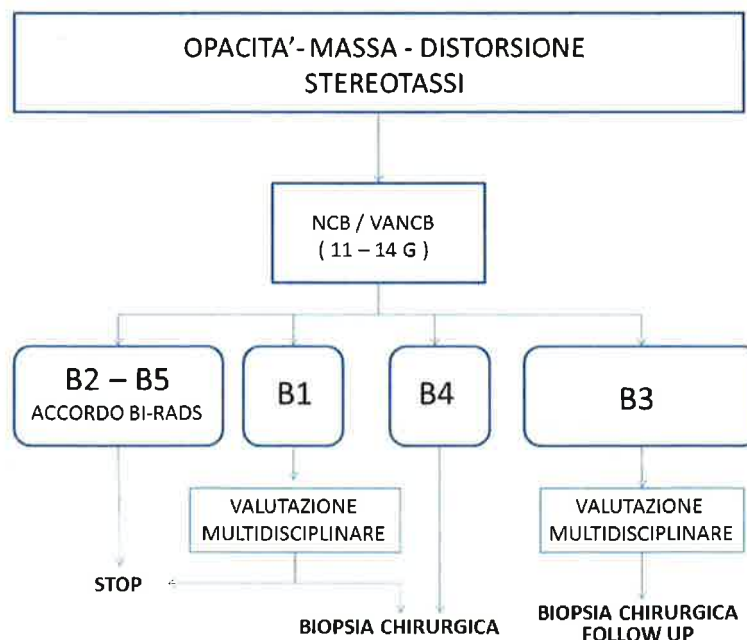 OPACITA'- MASSA - DISTORSIONE
STEREOTASSI
NCB / VANCB
( 11 – 14 G )
B2 – B5
ACCORDO BI-RADS
B1
B4
B3
VALUTAZIONE
MULTIDISCIPLINARE
VALUTAZIONE
MULTIDISCIPLINARE
STOP
BIOPSIA CHIRURGICA
BIOPSIA CHIRURGICA
FOLLOW UP